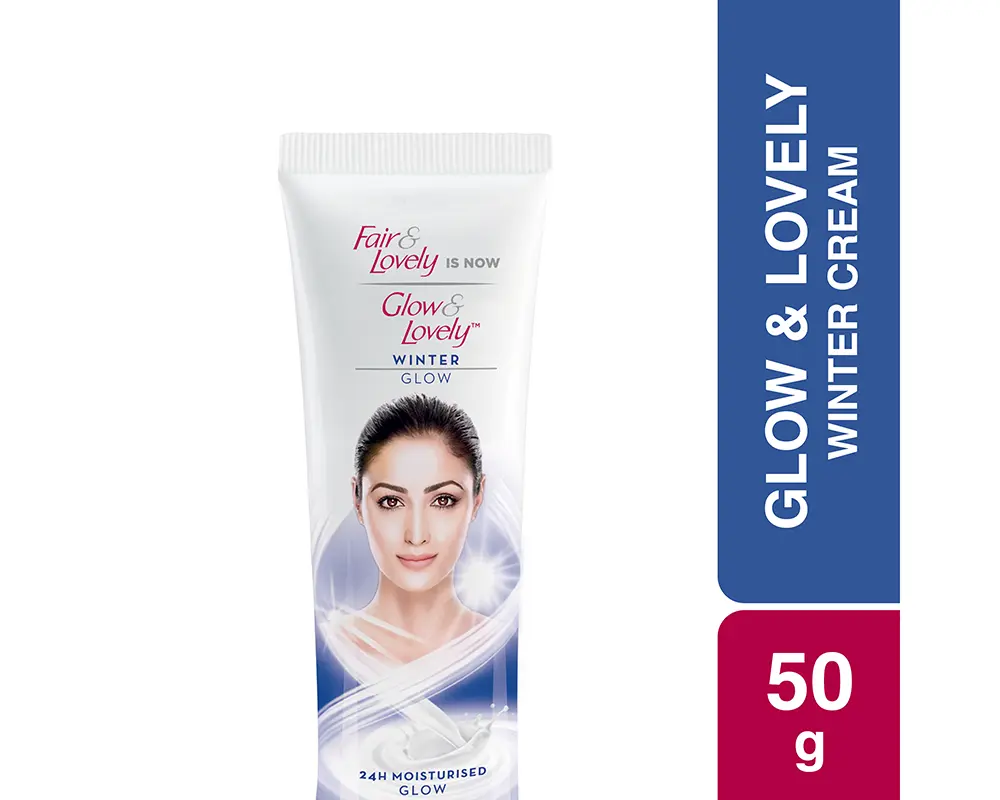 Fair &
Lovely IS NOW
Glow &
Lovely™
WINTER
GLOW
24H MOISTURISED
GLOW
GLOW & LOVELY
WINTER CREAM
50
g